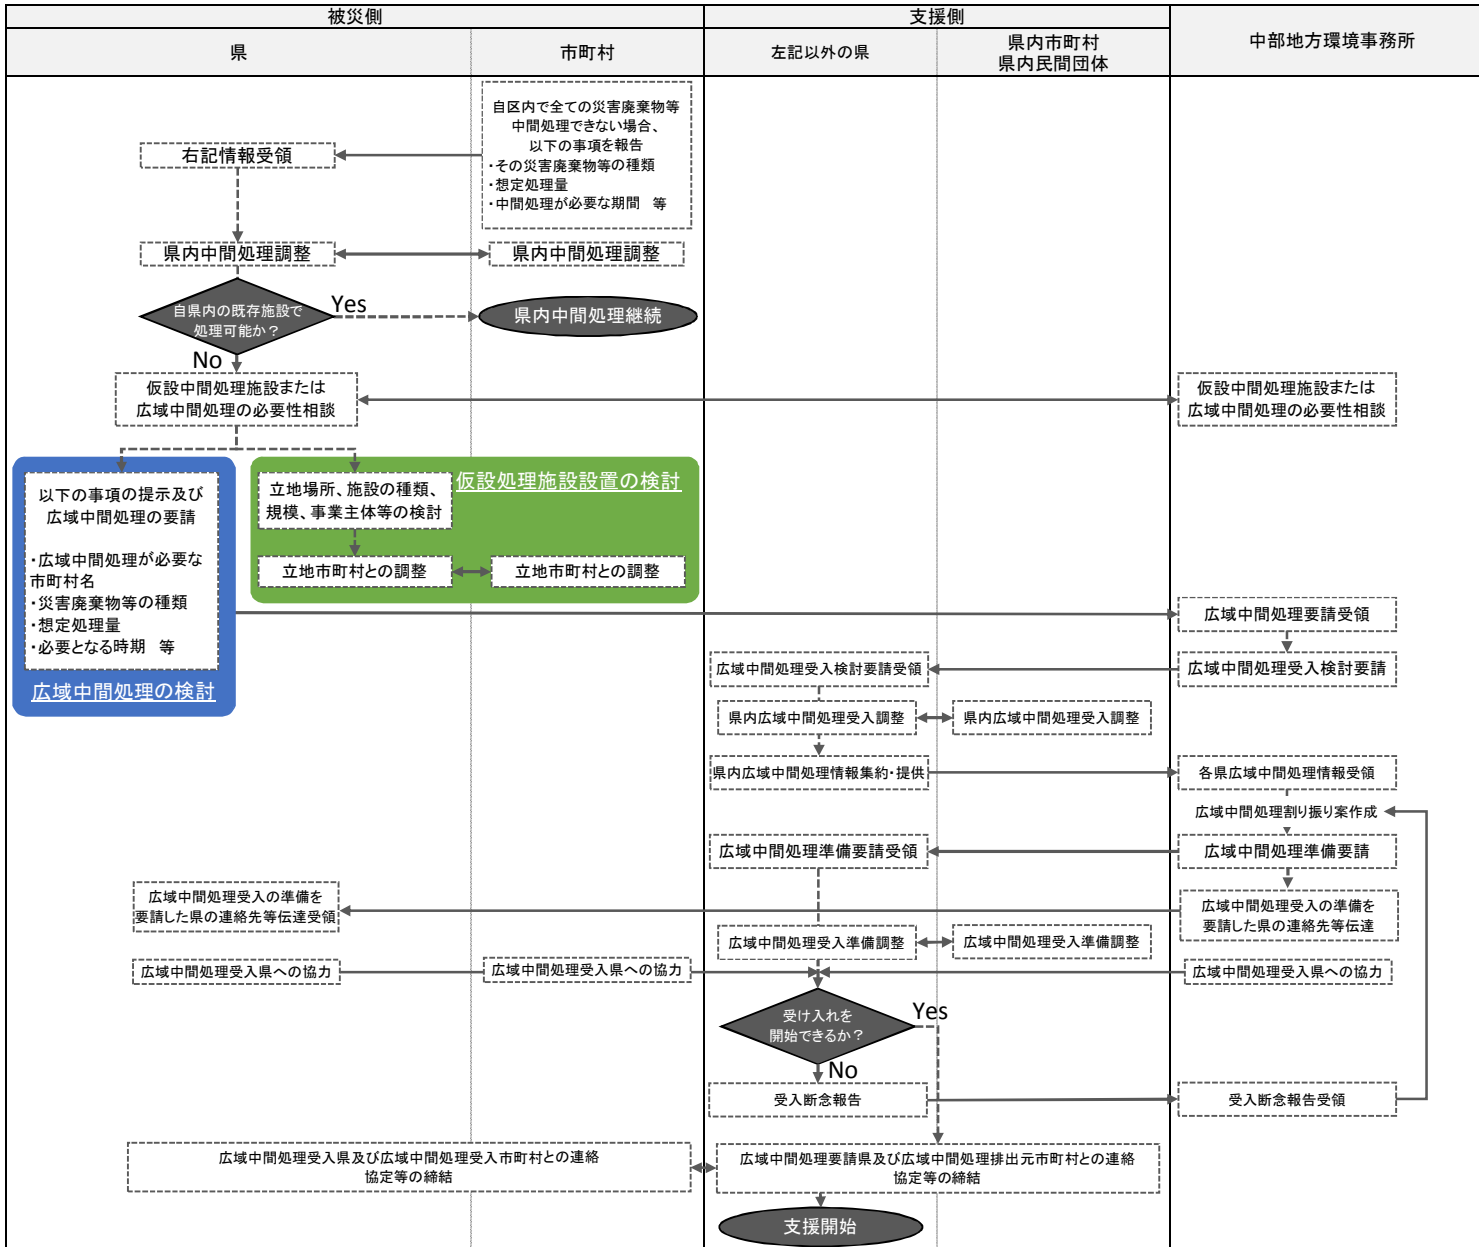 被災側
支援側
中部地方環境事務所
県
市町村
左記以外の県
県内市町村
県内民間団体
自区内で全ての災害廃棄物等
中間処理できない場合、
以下の事項を報告
・その災害廃棄物等の種類
・想定処理量
・中間処理が必要な期間　等
右記情報受領
県内中間処理調整
県内中間処理調整
自県内の既存施設で
処理可能か？
Yes
県内中間処理継続
No
仮設中間処理施設または
広域中間処理の必要性相談
仮設中間処理施設または
広域中間処理の必要性相談
以下の事項の提示及び
広域中間処理の要請
・広域中間処理が必要な
市町村名
・災害廃棄物等の種類
・想定処理量
・必要となる時期　等
広域中間処理の検討
仮設処理施設設置の検討
立地場所、施設の種類、
規模、事業主体等の検討
立地市町村との調整
立地市町村との調整
広域中間処理要請受領
広域中間処理受入検討要請受領
広域中間処理受入検討要請
県内広域中間処理受入調整
県内広域中間処理受入調整
県内広域中間処理情報集約・提供
各県広域中間処理情報受領
広域中間処理割り振り案作成
広域中間処理準備要請受領
広域中間処理準備要請
広域中間処理受入の準備を
要請した県の連絡先等伝達受領
広域中間処理受入の準備を
要請した県の連絡先等伝達
広域中間処理受入準備調整
広域中間処理受入準備調整
広域中間処理受入県への協力
広域中間処理受入県への協力
広域中間処理受入県への協力
受け入れを
開始できるか？
Yes
No
受入断念報告
受入断念報告受領
広域中間処理受入県及び広域中間処理受入市町村との連絡
協定等の締結
広域中間処理要請県及び広域中間処理排出元市町村との連絡
協定等の締結
支援開始